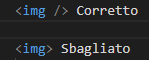 <img /> Corretto
<img> Sbagliato